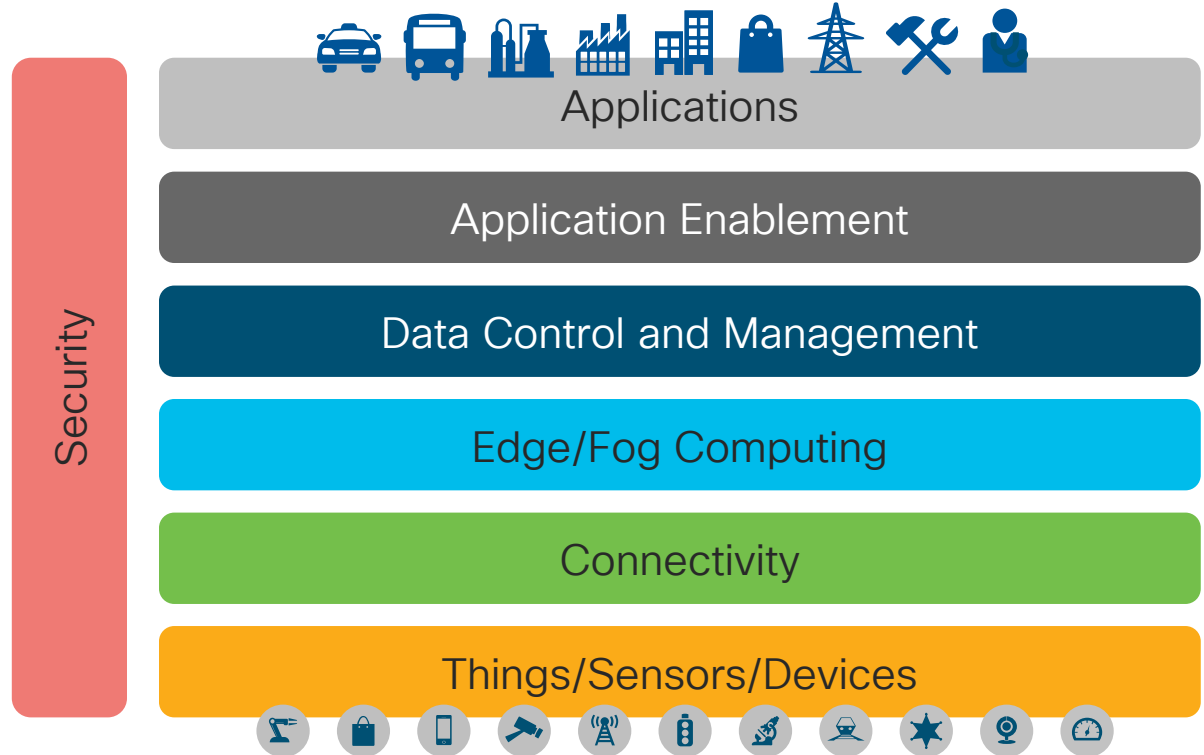 Applications
Application Enablement
Data Control and Management
Edge/Fog Computing
Connectivity
Things/Sensors/Devices
Security